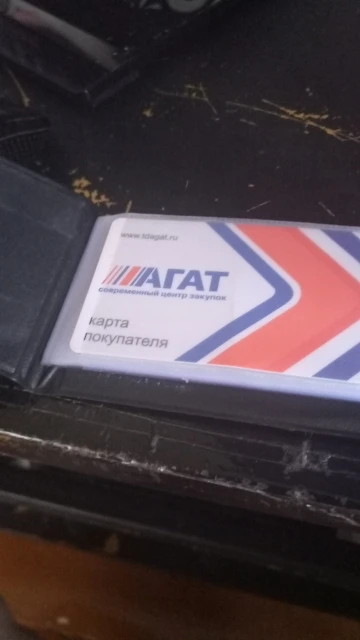 www.tdagat.ru
АГАТ
современный центр закупок
карта
покупателя